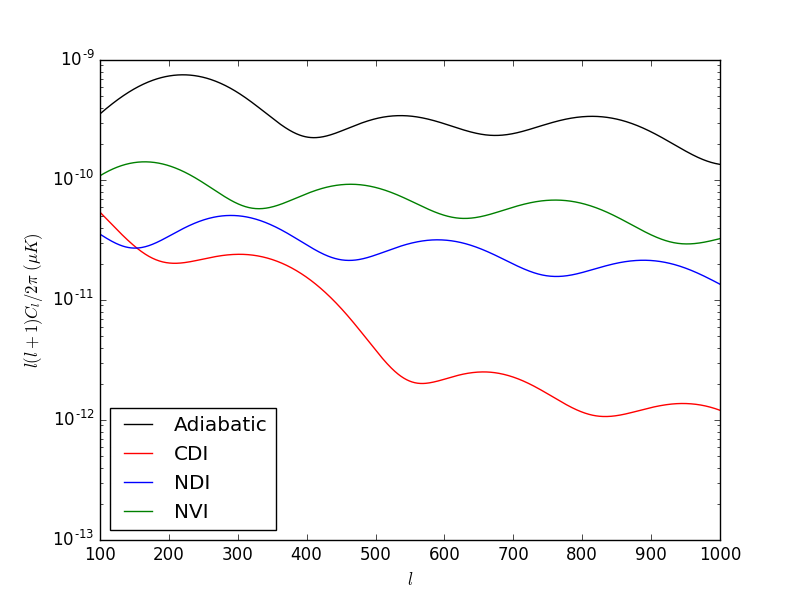 10^-9
10^-10
10^-11
10^-12
10^-13
l(l+1)C_l/2π (μK)
Adiabatic
CDI
NDI
NVI
100 200 300 400 500 600 700 800 900 1000
l